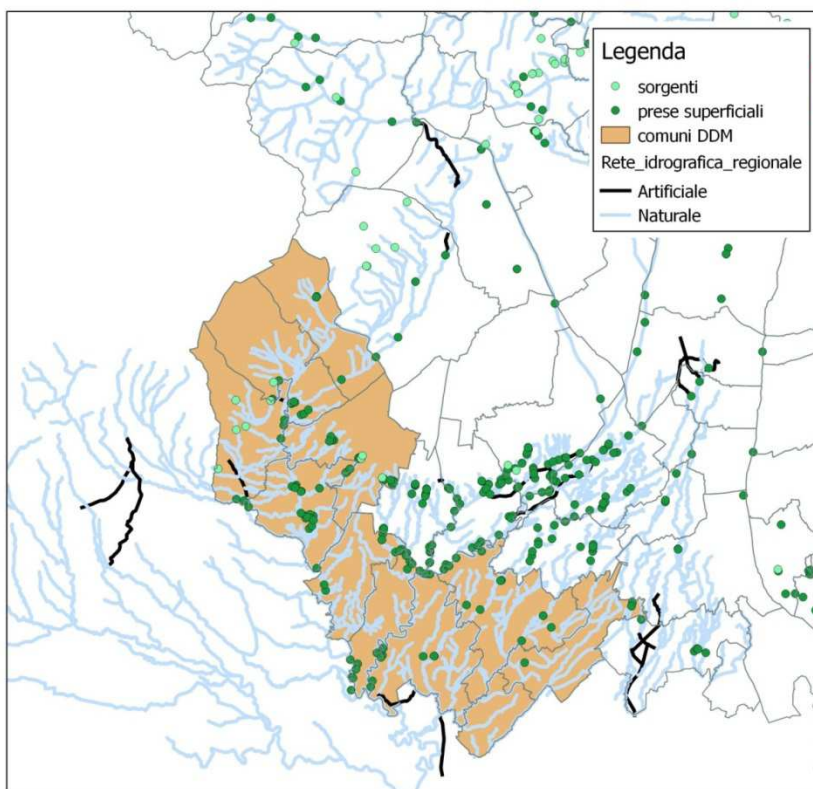 Legenda
sorgenti
prese superficiali
comuni DDM
Rete_idrografica_regionale
Artificiale
Naturale